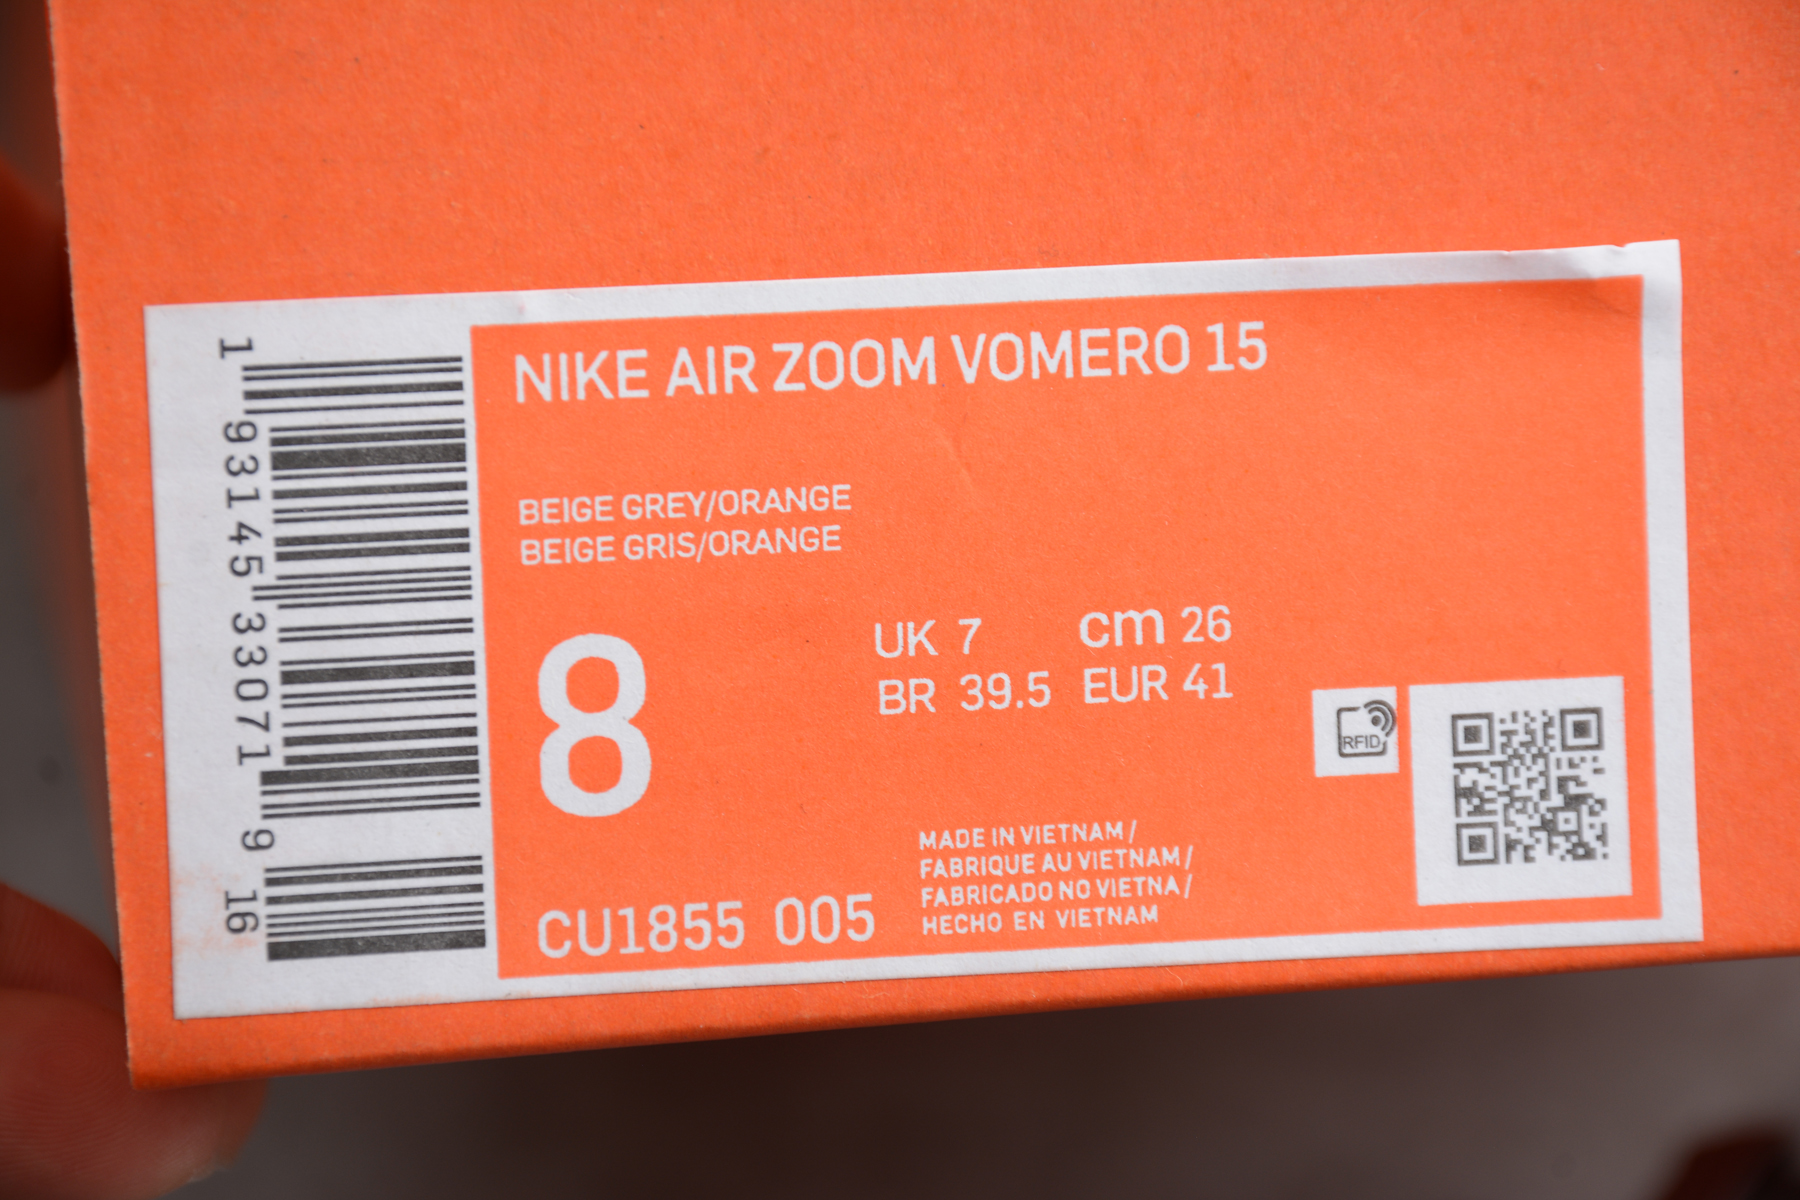 NIKE AIR ZOOM VOMERO 15
BEIGE GREY/ORANGE
BEIGE GRIS/ORANGE
8
UK 7 cm 26
BR 39.5 EUR 41
CU1855 005
MADE IN VIETNAM/
FABRIQUE AU VIETNAM/
FABRICADO NO VIETNA/
HECHO EN VIETNAM
RFID
1 93145 33071 9 16